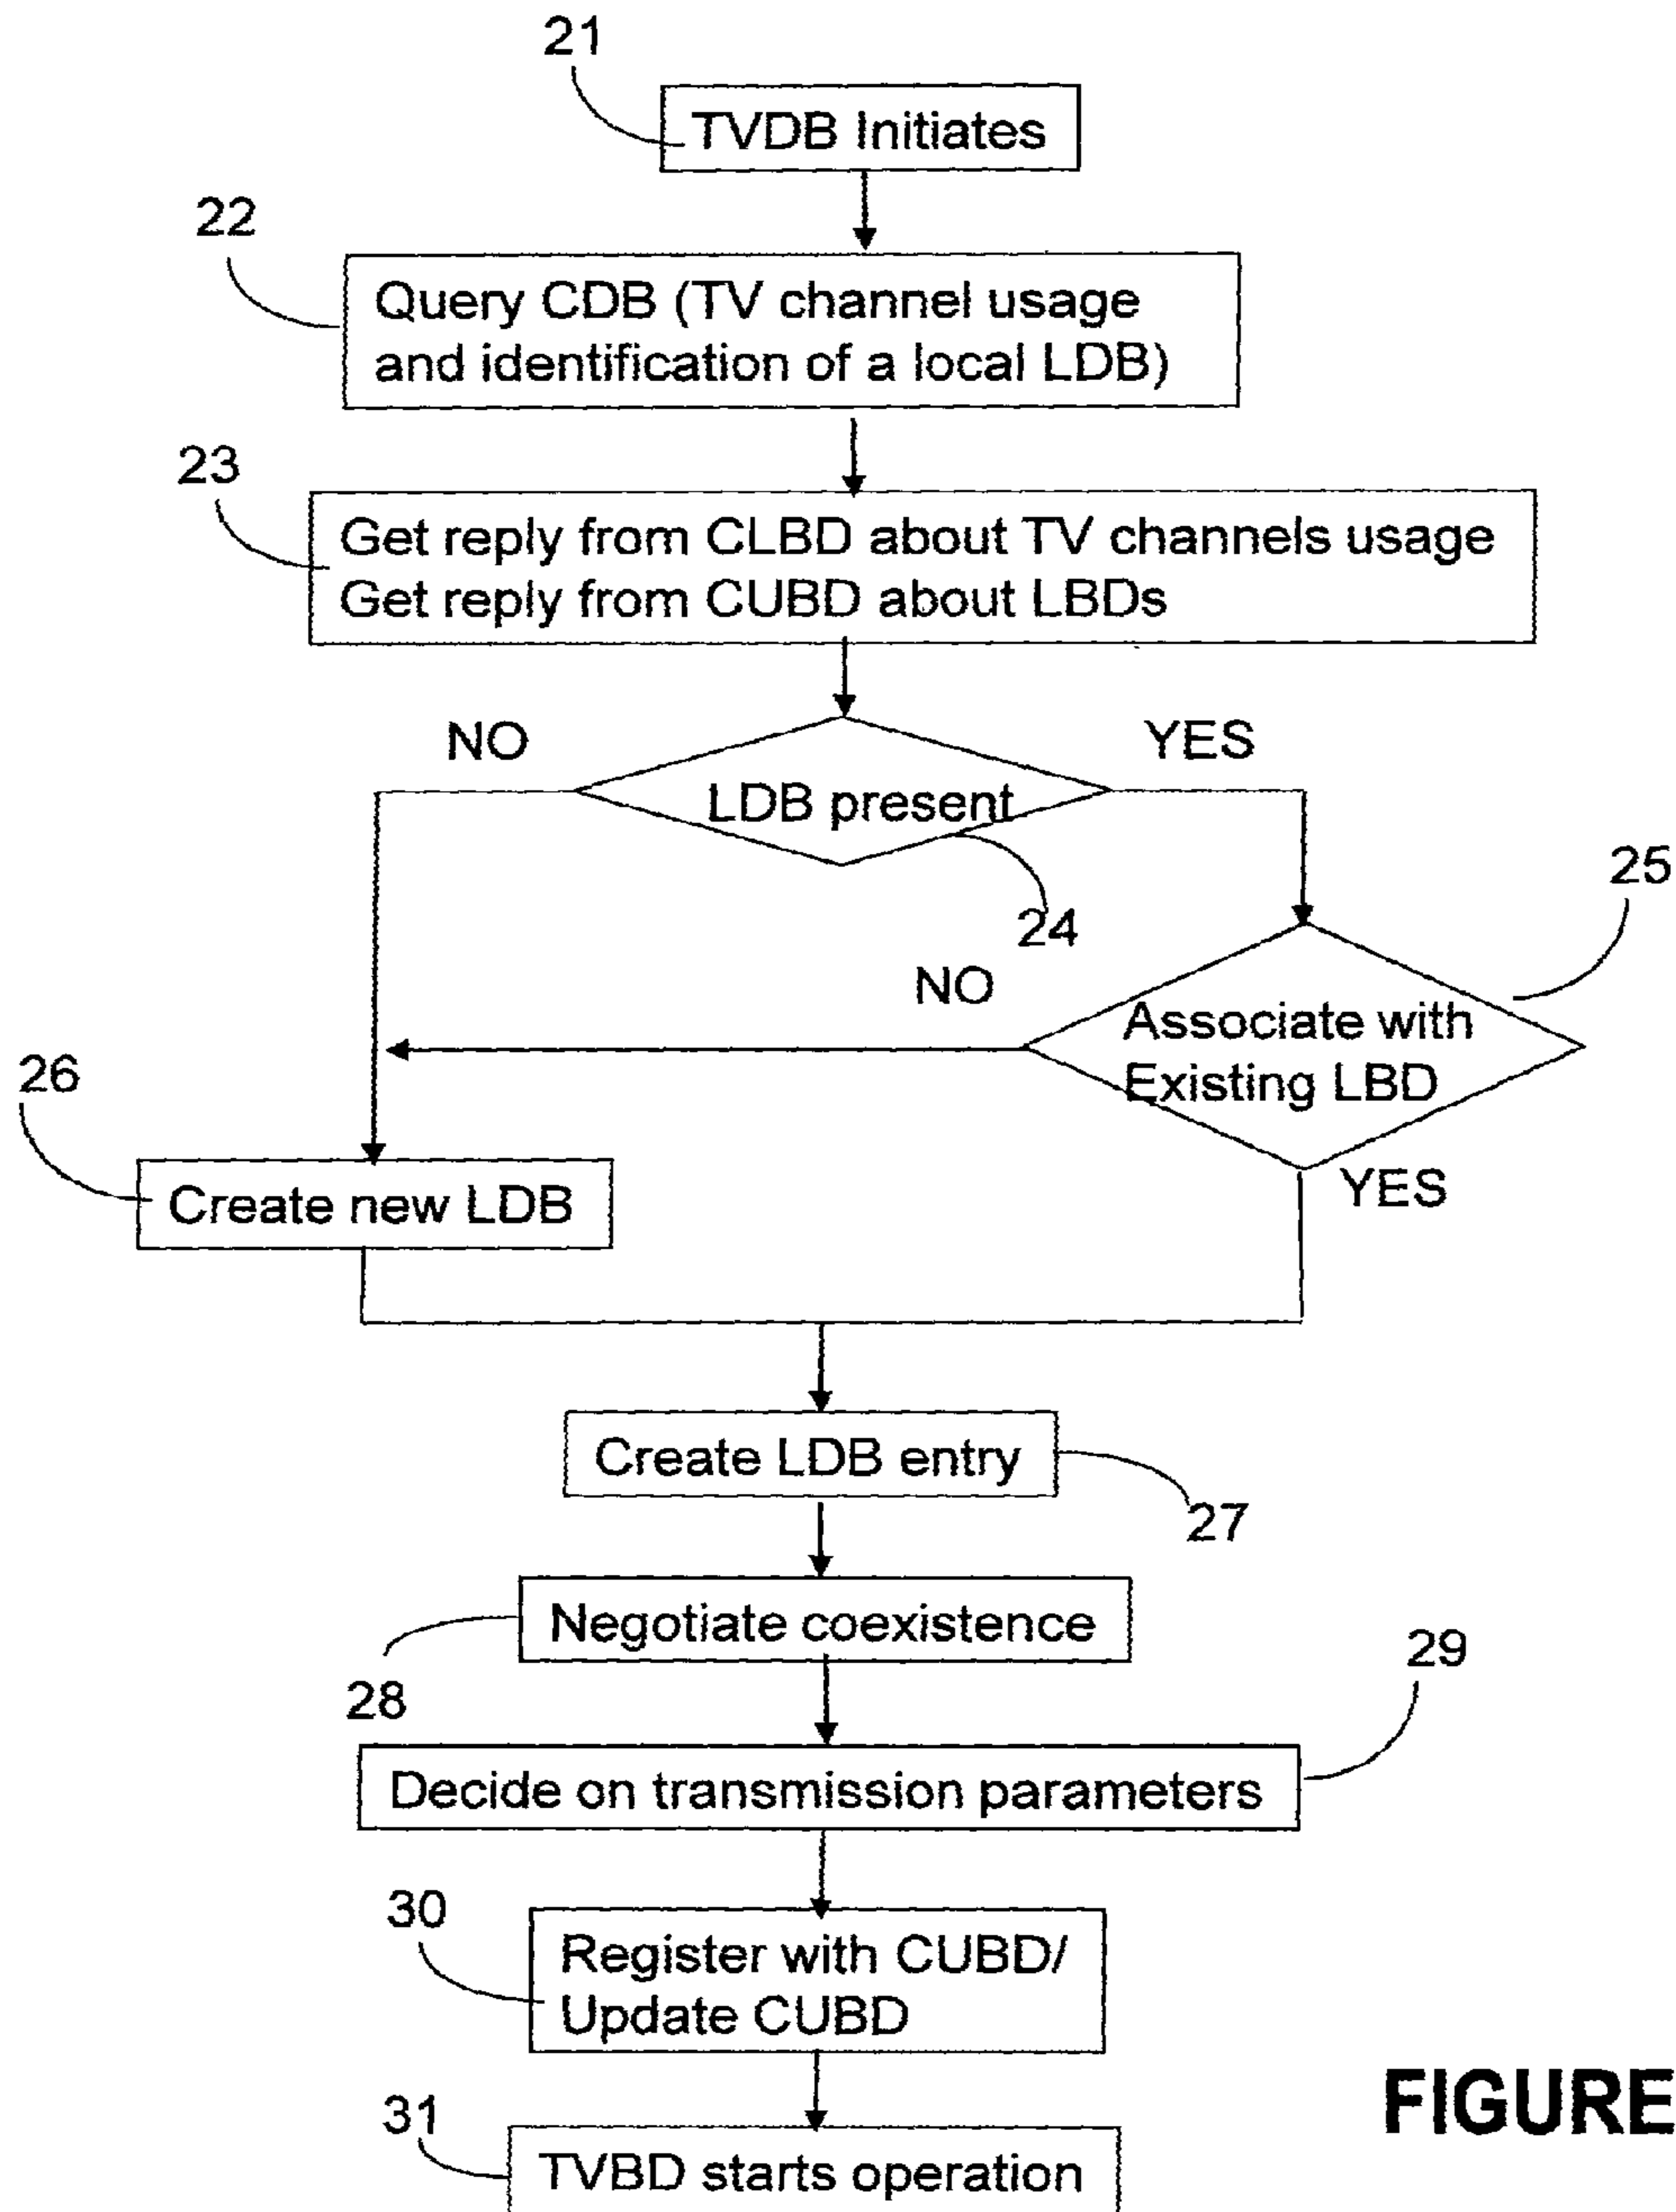 21
TVDB Initiates
22
Query CDB (TV channel usage
and identification of a local LDB)
23
Get reply from CLBD about TV channels usage
Get reply from CUBD about LBDs
NO
YES
LDB present
24
25
NO
Associate with
Existing LBD
26
YES
Create new LDB
Create LDB entry
27
Negotiate coexistence
28
29
Decide on transmission parameters
30
Register with CUBD/
Update CUBD
31
TVBD starts operation
FIGURE